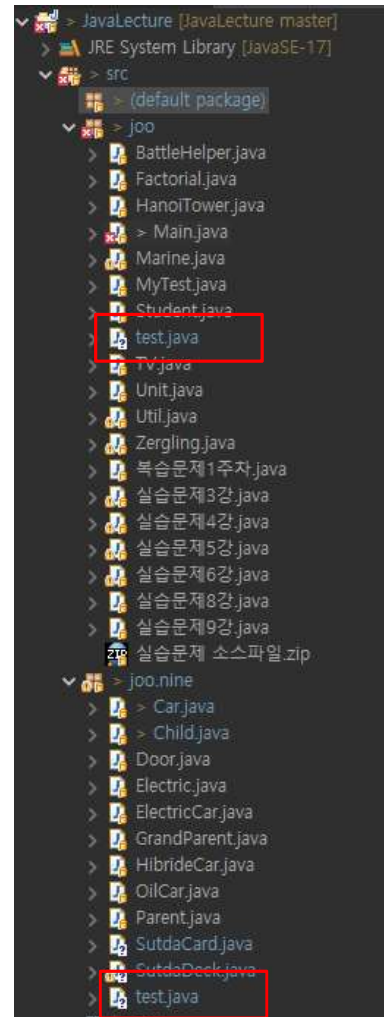 > JavaLecture [JavaLecture master]
JRE System Library [JavaSE-17]
> src
> (default package)
> joo
BattleHelper.java
Factorial.java
HanoiTower.java
> Main.java
Marine.java
MyTest.java
Student.java
test.java
TV.java
Unit.java
Util.java
Zergling.java
복습문제1주차.java
실습문제3강.java
실습문제4강.java
실습문제5강.java
실습문제6강.java
실습문제8강.java
실습문제9강.java
ZIP 실습문제 소스파일.zip
> joo.nine
> Car.java
> Child.java
Door.java
Electric.java
ElectricCar.java
GrandParent.java
HibrideCar.java
OilCar.java
Parent.java
SutdaCard.java
SutdaDeck.java
test.java